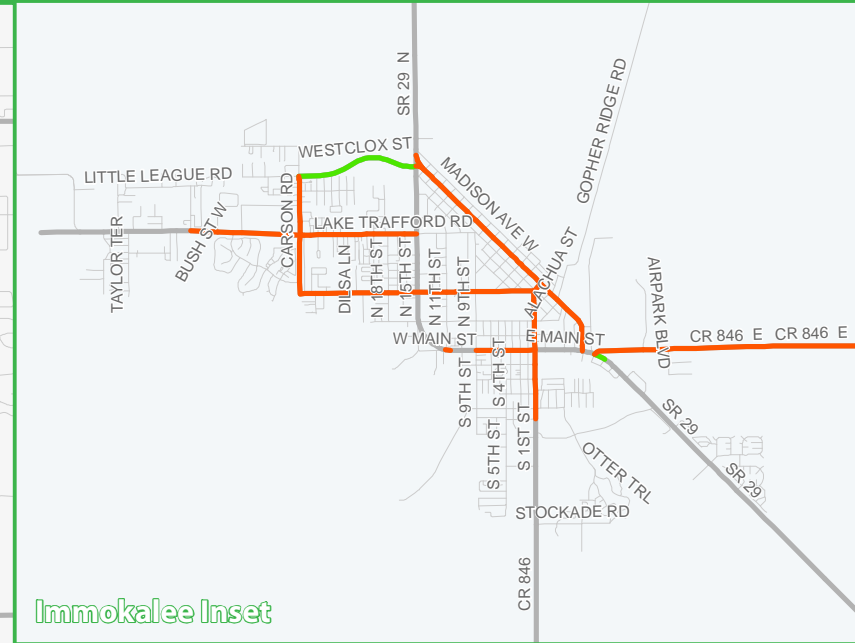 SR 29 N
WESTCLOX ST
MADISON AVE W
GOPHER RIDGE RD
LITTLE LEAGUE RD
CARSON RD
LAKE TRAFFORD RD
TAYLOR TER
BUSH ST W
DILSA LN
N 18TH ST
N 15TH ST
N 11TH ST
N 9TH ST
ALACHUA ST
AIRPARK BLVD
W MAIN ST
E MAIN ST
CR 846 E
CR 846 E
S 9TH ST
S 4TH ST
S 5TH ST
S 1ST ST
SR 29
SR 29
OTTER TRL
STOCKADE RD
CR 846
Immokalee Inset